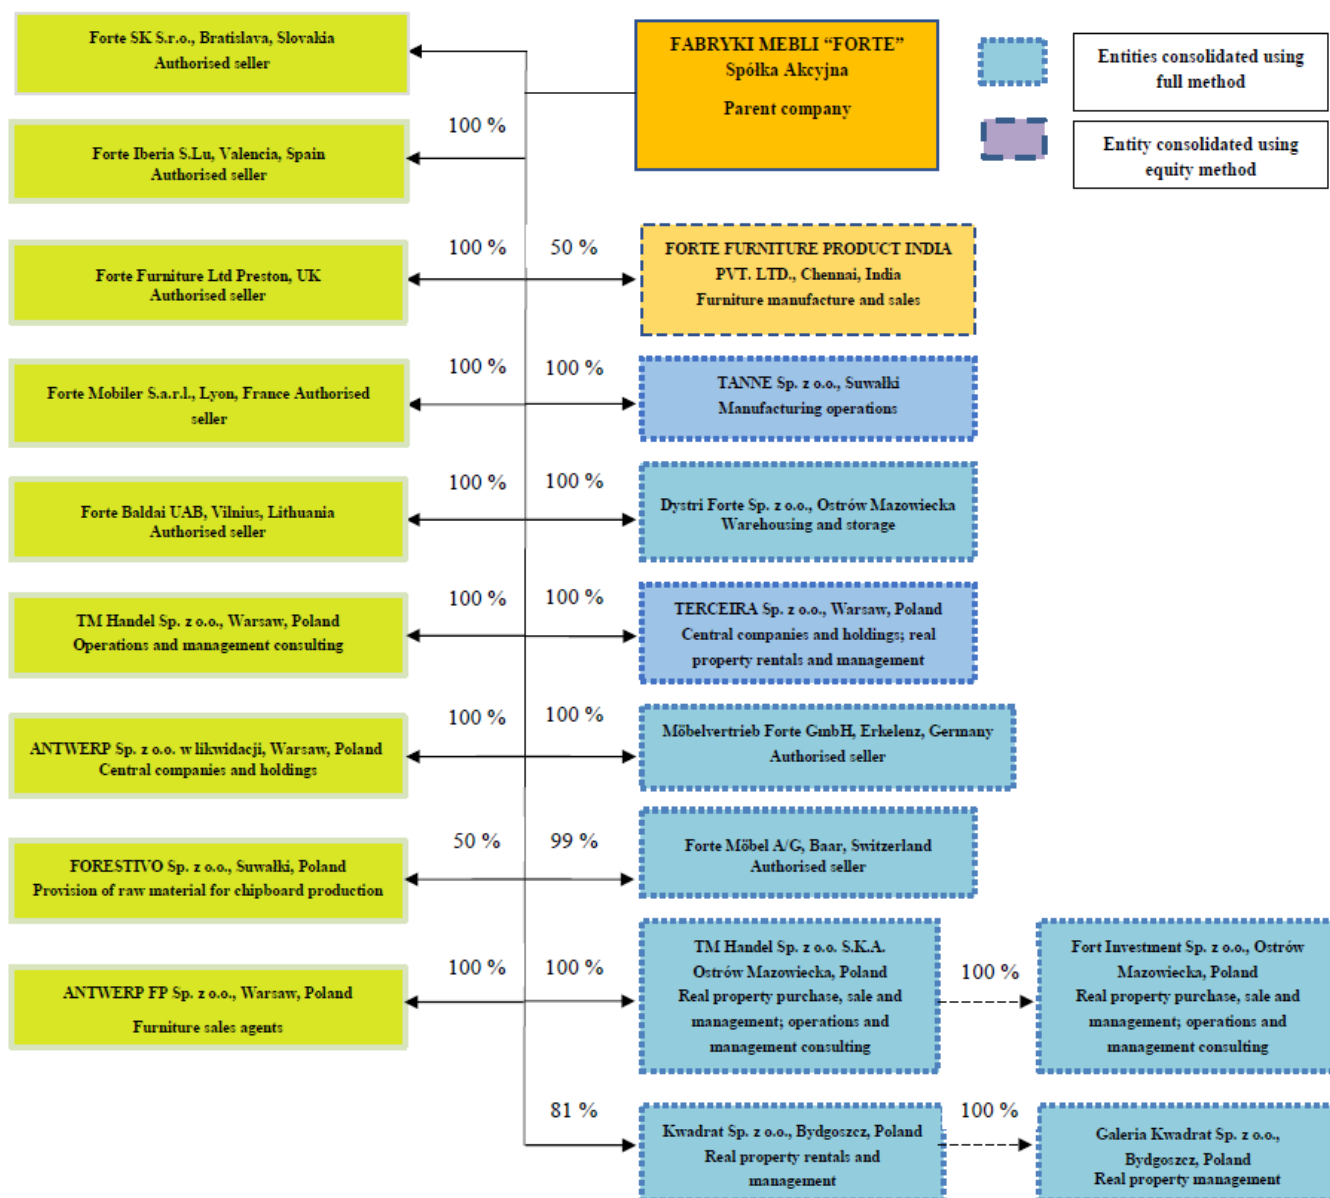 Forte SK S.r.o., Bratislava, Slovakia
Authorised seller
FABRYKI MEBLI “FORTE”
Spółka Akcyjna
Parent company
Entities consolidated using
full method
Entity consolidated using
equity method
100 %
Forte Iberia S.Lu, Valencia, Spain
Authorised seller
100 %
50 %
Forte Furniture Ltd Preston, UK
Authorised seller
FORTE FURNITURE PRODUCT INDIA
PVT. LTD., Chennai, India
Furniture manufacture and sales
100 %
100 %
Forte Mobiler S.a.r.l., Lyon, France Authorised
seller
TANNE Sp. z o.o., Suwałki
Manufacturing operations
100 %
100 %
Forte Baldai UAB, Vilnius, Lithuania
Authorised seller
Dystri Forte Sp. z o.o., Ostrów Mazowiecka
Warehousing and storage
100 %
100 %
TM Handel Sp. z o.o., Warsaw, Poland
Operations and management consulting
TERCEIRA Sp. z o.o., Warsaw, Poland
Central companies and holdings; real
property rentals and management
100 %
100 %
ANTWERP Sp. z o.o. w likwidacji, Warsaw, Poland
Central companies and holdings
Möbelvertrieb Forte GmbH, Erkelenz, Germany
Authorised seller
50 %
99 %
FORESTIVO Sp. z o.o., Suwałki, Poland
Provision of raw material for chipboard production
Forte Möbel A/G, Baar, Switzerland
Authorised seller
100 %
100 %
ANTWERP FP Sp. z o.o., Warsaw, Poland
Furniture sales agents
TM Handel Sp. z o.o. S.K.A.
Ostrów Mazowiecka, Poland
Real property purchase, sale and
management; operations and
management consulting
100 %
Fort Investment Sp. z o.o., Ostrów
Mazowiecka, Poland
Real property purchase, sale and
management; operations and
management consulting
81 %
Kwadrat Sp. z o.o., Bydgoszcz, Poland
Real property rentals and
management
100 %
Galeria Kwadrat Sp. z o.o.,
Bydgoszcz, Poland
Real property management